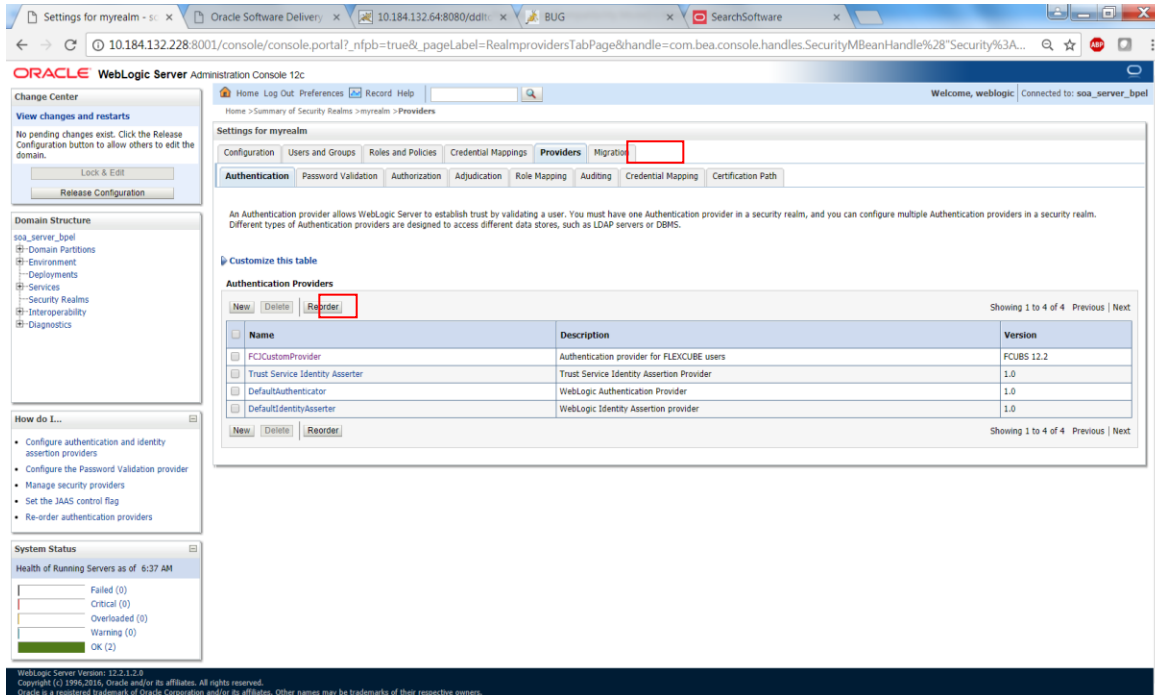 Settings for myrealm - so
Oracle Software Delivery
10.184.132.64:8080/ddltc
BUG
SearchSoftware
10.184.132.228:8001/console/console.portal?_nfpb=true&_pageLabel=RealmprovidersTabPage&handle=com.bea.console.handles.SecurityMBeanHandle%28"Security%3A...
ABP
ORACLE WebLogic Server Administration Console 12c
Change Center
View changes and restarts
No pending changes exist. Click the Release
Configuration button to allow others to edit the
domain.
Lock & Edit
Release Configuration
Domain Structure
soa_server_bpel
Domain Partitions
Environment
Deployments
Services
Security Realms
Interoperability
Diagnostics
How do I...
Configure authentication and identity
assertion providers
Configure the Password Validation provider
Manage security providers
Set the JAAS control flag
Re-order authentication providers
System Status
Health of Running Servers as of 6:37 AM
Failed (0)
Critical (0)
Overloaded (0)
Warning (0)
OK (2)
Home Log Out Preferences Record Help
Welcome, weblogic Connected to: soa_server_bpel
Home >Summary of Security Realms >myrealm >Providers
Settings for myrealm
Configuration Users and Groups Roles and Policies Credential Mappings Providers Migration
Authentication Password Validation Authorization Adjudication Role Mapping Auditing Credential Mapping Certification Path
An Authentication provider allows WebLogic Server to establish trust by validating a user. You must have one Authentication provider in a security realm, and you can configure multiple Authentication providers in a security realm.
Different types of Authentication providers are designed to access different data stores, such as LDAP servers or DBMS.
Customize this table
Authentication Providers
New Delete Reorder Showing 1 to 4 of 4 Previous | Next
Name Description Version
FCJCustomProvider Authentication provider for FLEXCUBE users FCUBS 12.2
Trust Service Identity Asserter Trust Service Identity Assertion Provider 1.0
DefaultAuthenticator WebLogic Authentication Provider 1.0
DefaultIdentityAsserter WebLogic Identity Assertion provider 1.0
New Delete Reorder Showing 1 to 4 of 4 Previous | Next
WebLogic Server Version: 12.2.1.2.0
Copyright (c) 1996,2016, Oracle and/or its affiliates. All rights reserved.
Oracle is a registered trademark of Oracle Corporation and/or its affiliates. Other names may be trademarks of their respective owners.